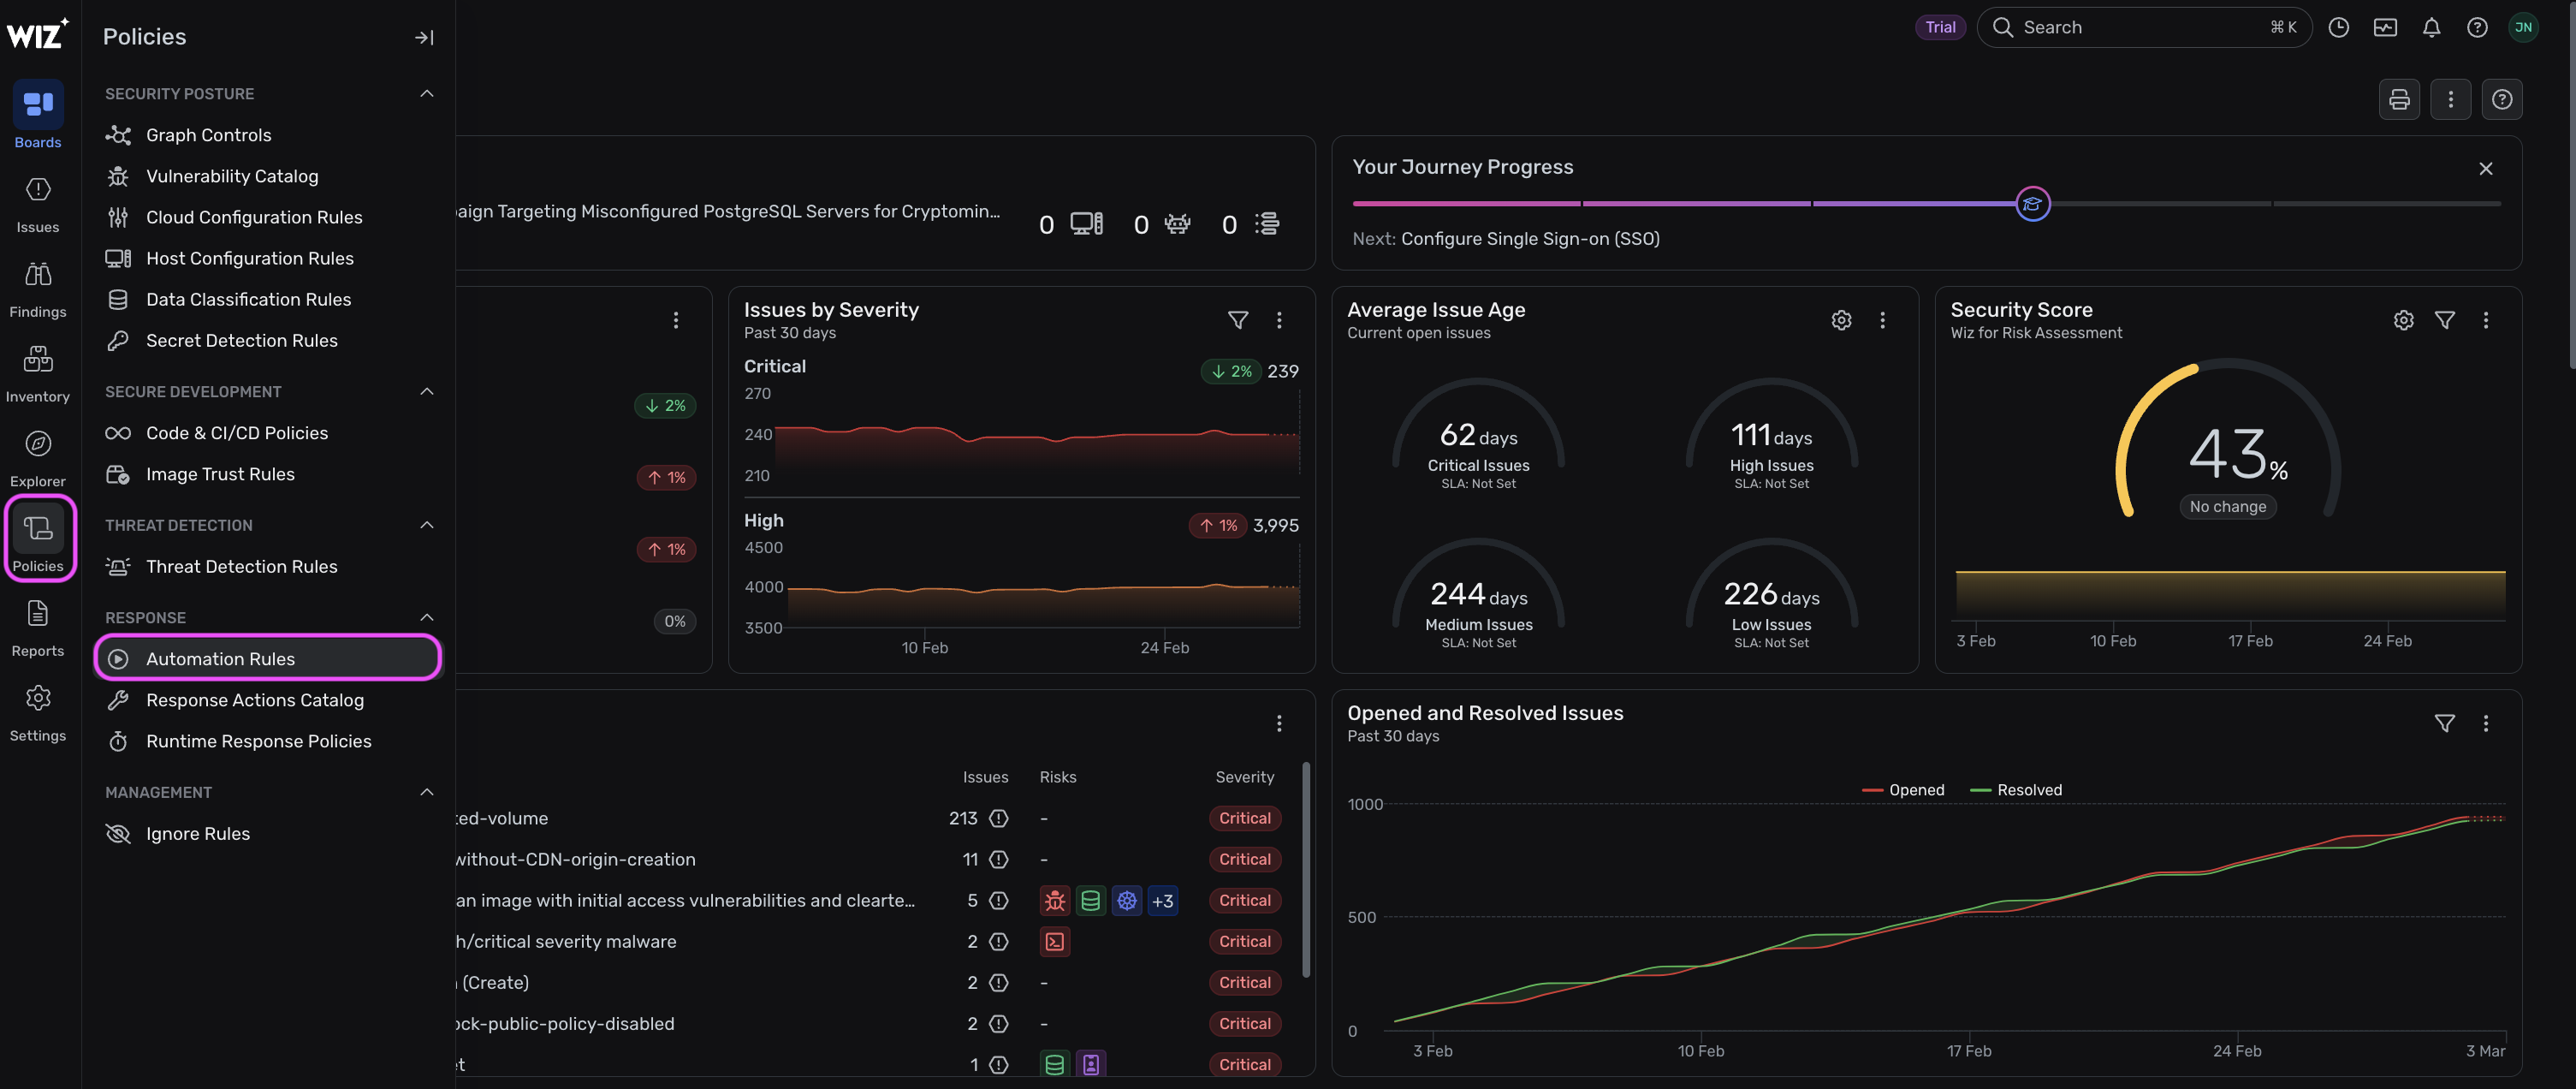 WIZ
Boards
Issues
Findings
Inventory
Explorer
Policies
Reports
Settings
Policies
SECURITY POSTURE
Graph Controls
Vulnerability Catalog
Cloud Configuration Rules
Host Configuration Rules
Data Classification Rules
Secret Detection Rules
SECURE DEVELOPMENT
Code & CI/CD Policies
Image Trust Rules
THREAT DETECTION
Threat Detection Rules
RESPONSE
Automation Rules
Response Actions Catalog
Runtime Response Policies
MANAGEMENT
Ignore Rules
Trial
Search
⌘ K
JN
aign Targeting Misconfigured PostgreSQL Servers for Cryptomin...
0 0 0
Your Journey Progress
Next: Configure Single Sign-on (SSO)
↓ 2%
↑ 1%
↑ 1%
0%
Issues by Severity
Past 30 days
Critical
↓ 2% 239
270
240
210
High
↑ 1% 3,995
4500
4000
3500
10 Feb 24 Feb
Average Issue Age
Current open issues
62 days
Critical Issues
SLA: Not Set
111 days
High Issues
SLA: Not Set
244 days
Medium Issues
SLA: Not Set
226 days
Low Issues
SLA: Not Set
Security Score
Wiz for Risk Assessment
43%
No change
3 Feb 10 Feb 17 Feb 24 Feb
Issues Risks Severity
ted-volume 213 - Critical
without-CDN-origin-creation 11 - Critical
an image with initial access vulnerabilities and clearte... 5 +3 Critical
h/critical severity malware 2 Critical
(Create) 2 - Critical
ock-public-policy-disabled 2 - Critical
et 1 Critical
Opened and Resolved Issues
Past 30 days
Opened Resolved
1000
500
0
3 Feb 10 Feb 17 Feb 24 Feb 3 Mar